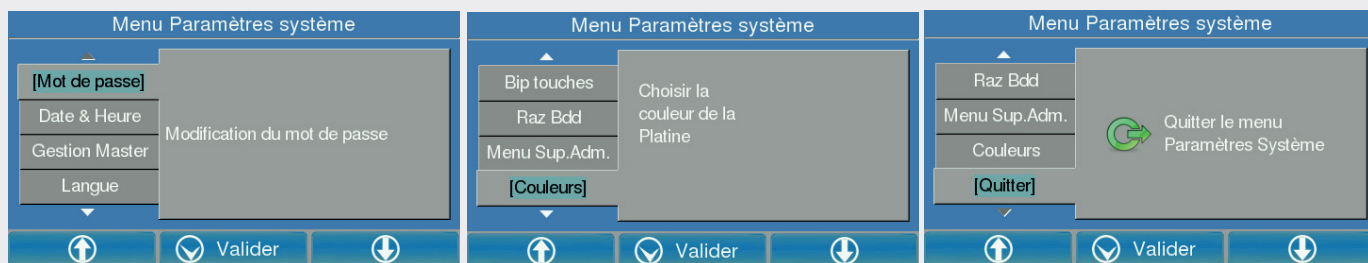 Menu Paramètres système
[Mot de passe]
Date & Heure
Gestion Master
Langue
Modification du mot de passe
Valider
Menu Paramètres système
Bip touches
Raz Bdd
Menu Sup.Adm.
[Couleurs]
Choisir la
couleur de la
Platine
Valider
Menu Paramètres système
Raz Bdd
Menu Sup.Adm.
Couleurs
[Quitter]
Quitter le menu
Paramètres Système
Valider